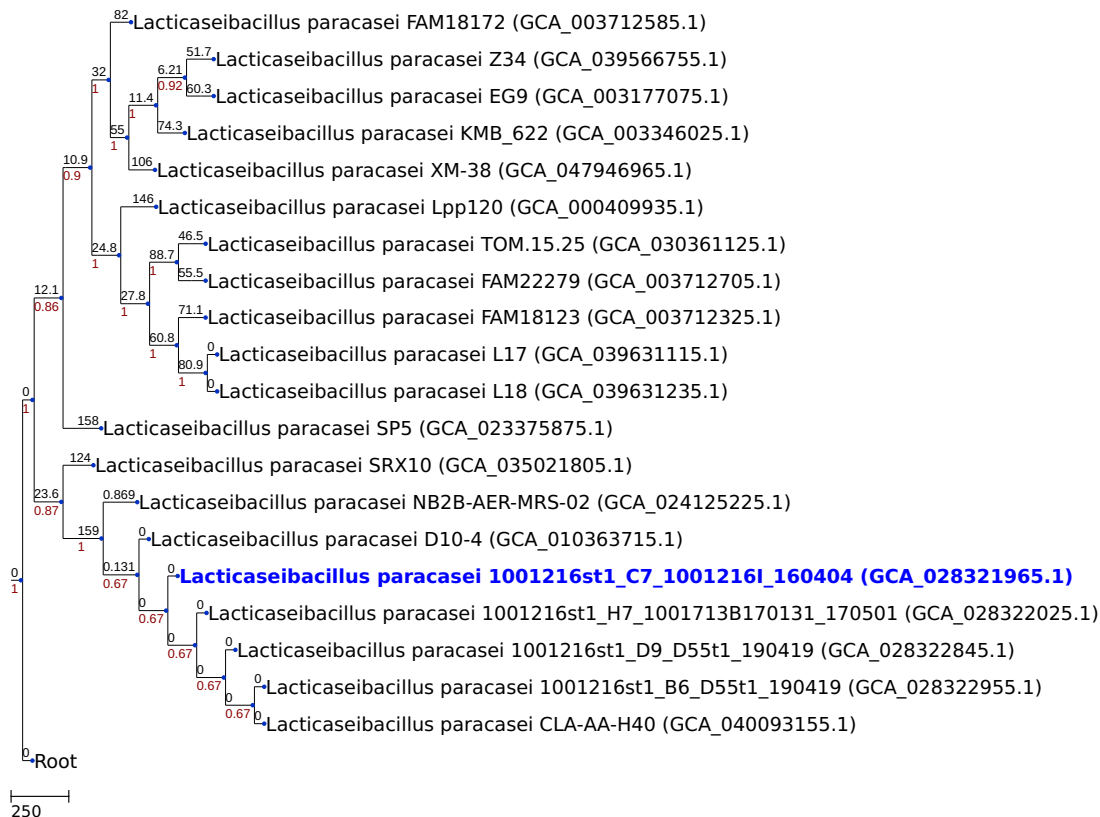 82
Lacticaseibacillus paracasei FAM18172 (GCA_003712585.1)
51.7
Lacticaseibacillus paracasei Z34 (GCA_039566755.1)
32
1
6.21
0.92
60.3
Lacticaseibacillus paracasei EG9 (GCA_003177075.1)
11.4
1
55
1
74.3
Lacticaseibacillus paracasei KMB_622 (GCA_003346025.1)
10.9
0.9
106
Lacticaseibacillus paracasei XM-38 (GCA_047946965.1)
146
Lacticaseibacillus paracasei Lpp120 (GCA_000409935.1)
24.8
1
46.5
Lacticaseibacillus paracasei TOM.15.25 (GCA_030361125.1)
88.7
1
55.5
Lacticaseibacillus paracasei FAM22279 (GCA_003712705.1)
12.1
0.86
27.8
1
71.1
Lacticaseibacillus paracasei FAM18123 (GCA_003712325.1)
60.8
1
0
Lacticaseibacillus paracasei L17 (GCA_039631115.1)
80.9
1
0
Lacticaseibacillus paracasei L18 (GCA_039631235.1)
0
1
158
Lacticaseibacillus paracasei SP5 (GCA_023375875.1)
124
Lacticaseibacillus paracasei SRX10 (GCA_035021805.1)
23.6
0.87
0.869
Lacticaseibacillus paracasei NB2B-AER-MRS-02 (GCA_024125225.1)
159
1
0
Lacticaseibacillus paracasei D10-4 (GCA_010363715.1)
0.131
0.67
0
1
0
Lacticaseibacillus paracasei 1001216st1_C7_1001216I_160404 (GCA_028321965.1)
0
0.67
0
Lacticaseibacillus paracasei 1001216st1_H7_1001713B170131_170501 (GCA_028322025.1)
0
0.67
0
Lacticaseibacillus paracasei 1001216st1_D9_D55t1_190419 (GCA_028322845.1)
0
0.67
0
Lacticaseibacillus paracasei 1001216st1_B6_D55t1_190419 (GCA_028322955.1)
0
0.67
0
Lacticaseibacillus paracasei CLA-AA-H40 (GCA_040093155.1)
0
Root
250